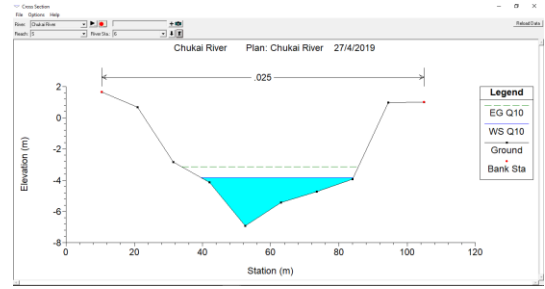 Cross Section
File Options Help
River: Chukai River
Reload Data
Reach: 5 River Sta.: 0
Chukai River Plan: Chukai River 27/4/2019
.025
Legend
EG Q10
WS Q10
Ground
Bank Sta
Elevation (m)
2
0
-2
-4
-6
-8
0 20 40 60 80 100 120
Station (m)